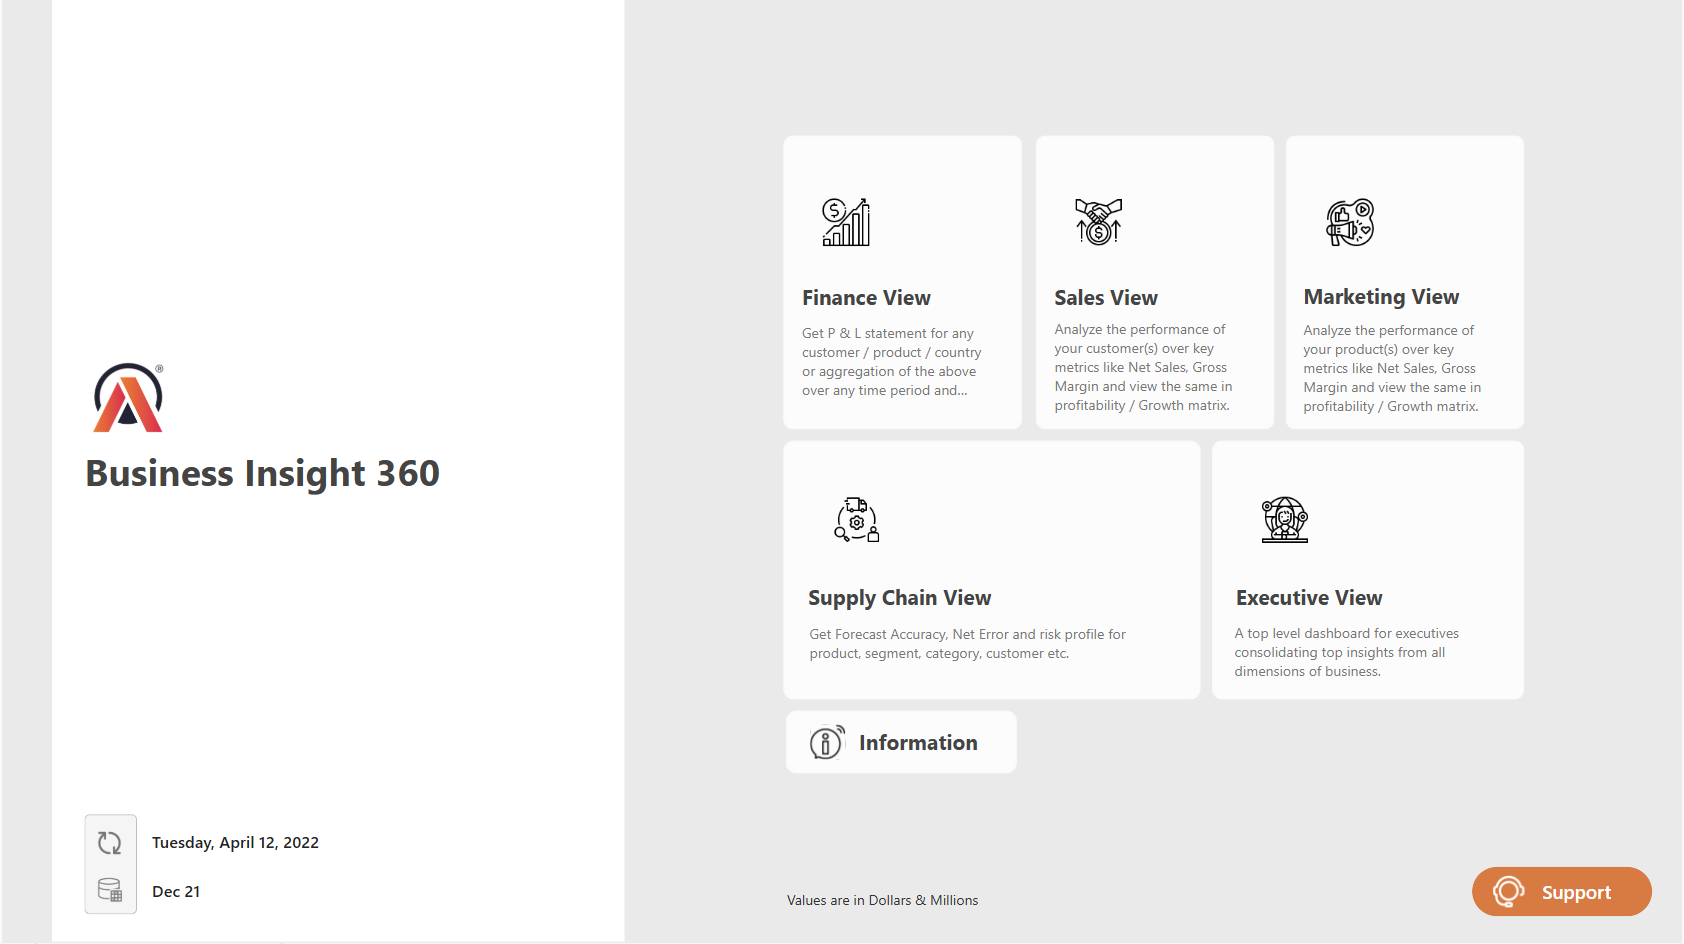 ®
Business Insight 360
Tuesday, April 12, 2022
Dec 21
Finance View
Get P & L statement for any
customer / product / country
or aggregation of the above
over any time period and...
Sales View
Analyze the performance of
your customer(s) over key
metrics like Net Sales, Gross
Margin and view the same in
profitability / Growth matrix.
Marketing View
Analyze the performance of
your product(s) over key
metrics like Net Sales, Gross
Margin and view the same in
profitability / Growth matrix.
Supply Chain View
Get Forecast Accuracy, Net Error and risk profile for
product, segment, category, customer etc.
Executive View
A top level dashboard for executives
consolidating top insights from all
dimensions of business.
Information
Values are in Dollars & Millions
Support